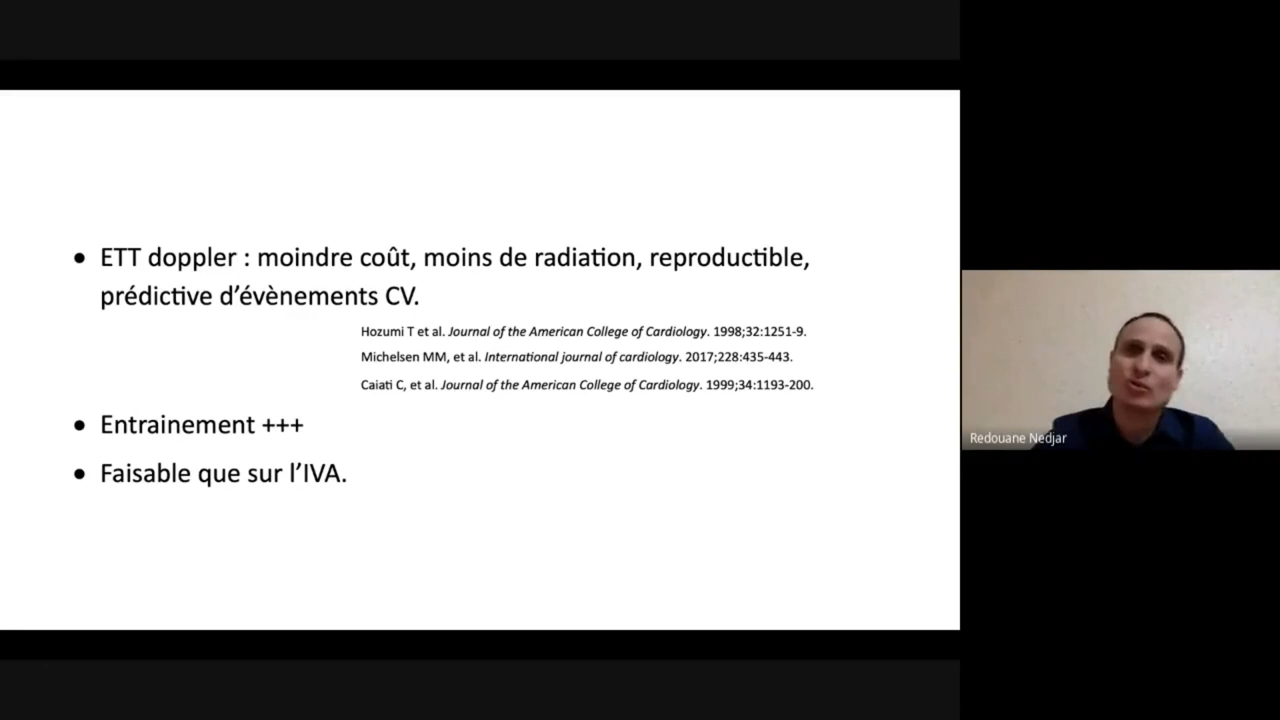 • ETT doppler : moindre coût, moins de radiation, reproductible,
prédictive d’évènements CV.
Hozumi T et al. Journal of the American College of Cardiology. 1998;32:1251-9.
Michelsen MM, et al. International journal of cardiology. 2017;228:435-443.
Caiati C, et al. Journal of the American College of Cardiology. 1999;34:1193-200.
• Entrainement +++
• Faisable que sur l’IVA.
Redouane Nedjar